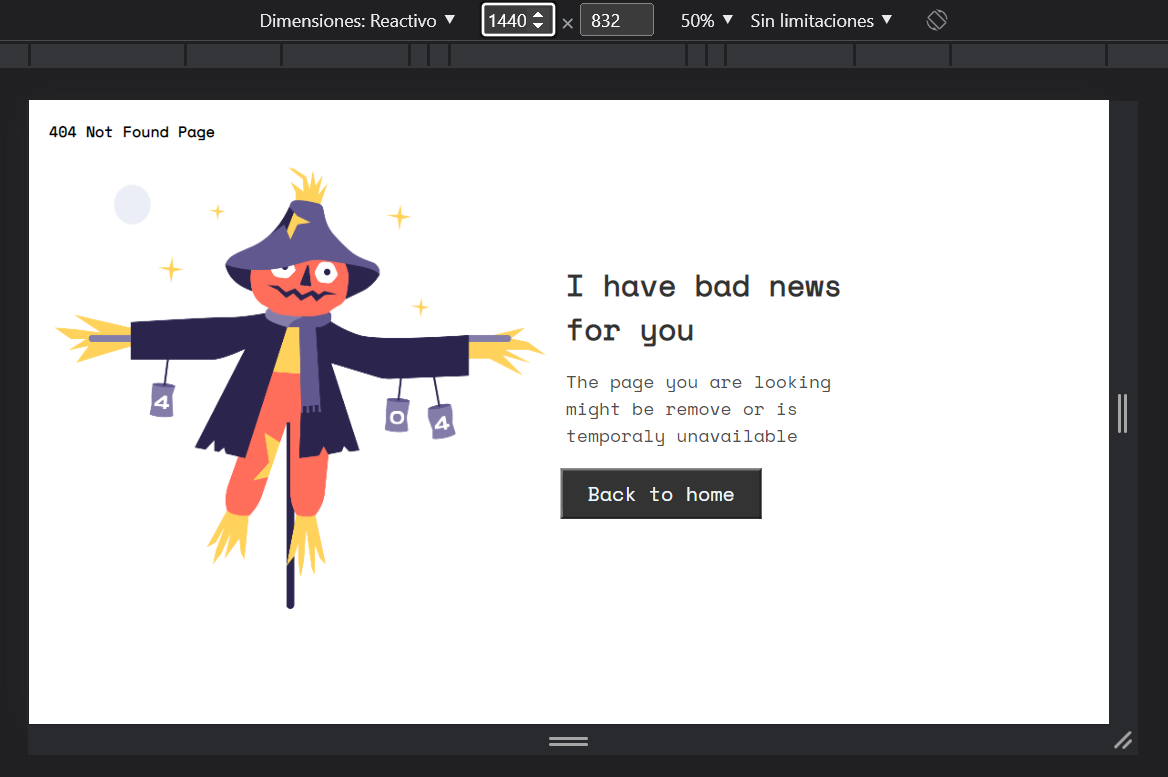 Dimensiones: Reactivo ▼ 1440 × 832 50% ▼ Sin limitaciones ▼
404 Not Found Page
I have bad news
for you
The page you are looking
might be remove or is
temporaly unavailable
Back to home
4
0
4